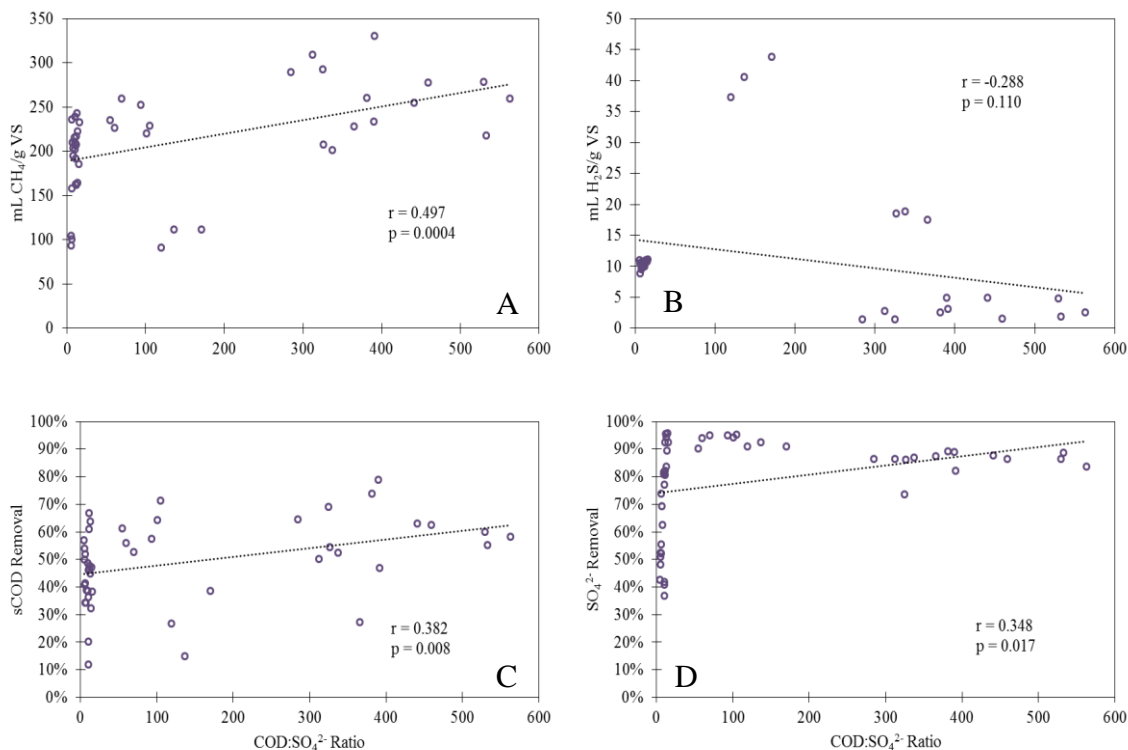 350
300
250
200
150
100
50
0
mL CH₄/g VS
r = 0.497
p = 0.0004
A
0 100 200 300 400 500 600
50
45
40
35
30
25
20
15
10
5
0
mL H₂S/g VS
r = -0.288
p = 0.110
B
0 100 200 300 400 500 600
100%
90%
80%
70%
60%
50%
40%
30%
20%
10%
0%
sCOD Removal
r = 0.382
p = 0.008
C
0 100 200 300 400 500 600
COD:SO₄²⁻ Ratio
100%
90%
80%
70%
60%
50%
40%
30%
20%
10%
0%
SO₄²⁻ Removal
r = 0.348
p = 0.017
D
0 100 200 300 400 500 600
COD:SO₄²⁻ Ratio